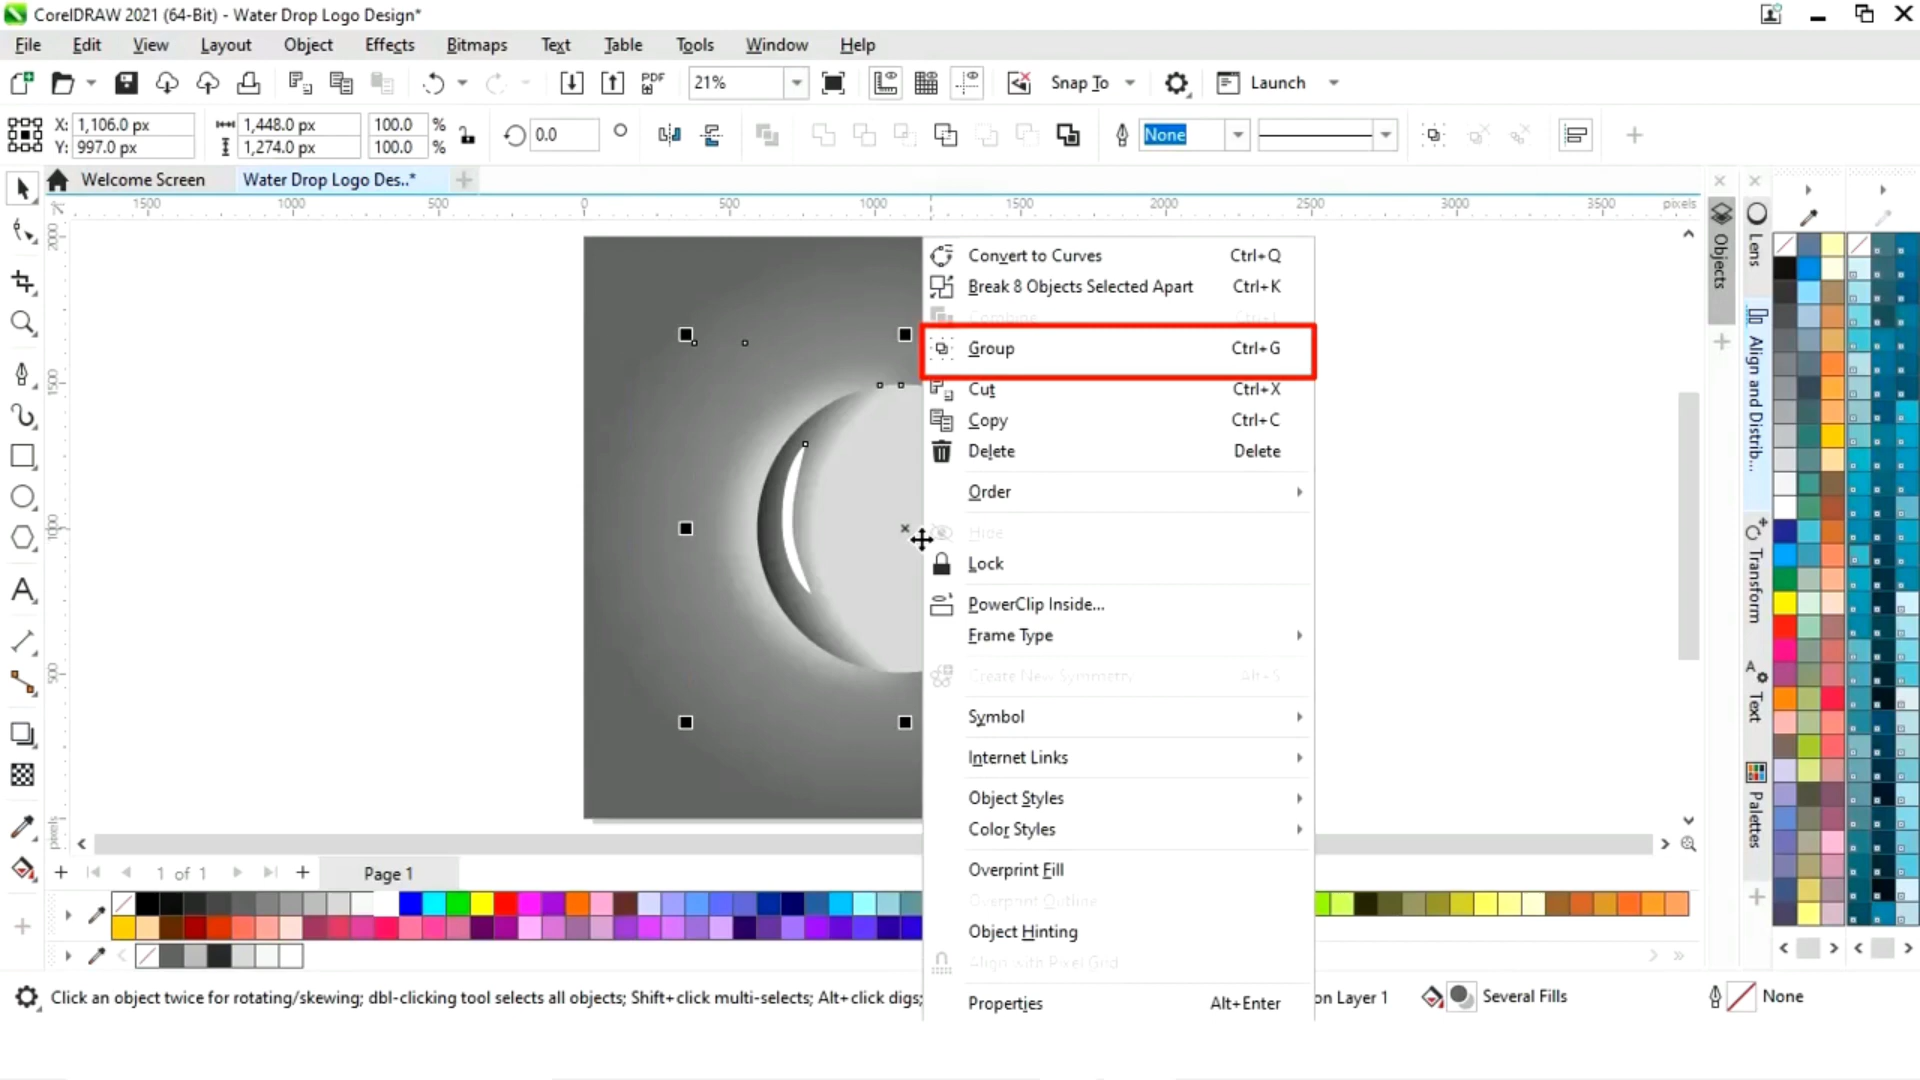 CorelDRAW 2021 (64-Bit) - Water Drop Logo Design*
File Edit View Layout Object Effects Bitmaps Text Table Tools Window Help
PDF 21% Snap To Launch
X: 1,106.0 px 1,448.0 px 100.0 %
Y: 997.0 px 1,274.0 px 100.0 %
0.0 None
Welcome Screen Water Drop Logo Des..*
1500 1000 500 0 500 1000 1500 2000 2500 3000 3500 pixels
2000
1500
1000
500
pixels
Convert to Curves Ctrl+Q
Break 8 Objects Selected Apart Ctrl+K
Combine Ctrl+L
Group Ctrl+G
Cut Ctrl+X
Copy Ctrl+C
Delete Delete
Order
Hide
Lock
PowerClip Inside...
Frame Type
Create New Symmetry Alt+S
Symbol
Internet Links
Object Styles
Color Styles
Overprint Fill
Overprint Outline
Object Hinting
Align with Pixel Grid
Properties Alt+Enter
Objects
Lens
Align and Distrib...
Transform
Text
Palettes
1 of 1 Page 1
Click an object twice for rotating/skewing; dbl-clicking tool selects all objects; Shift+click multi-selects; Alt+click digs; on Layer 1 Several Fills None